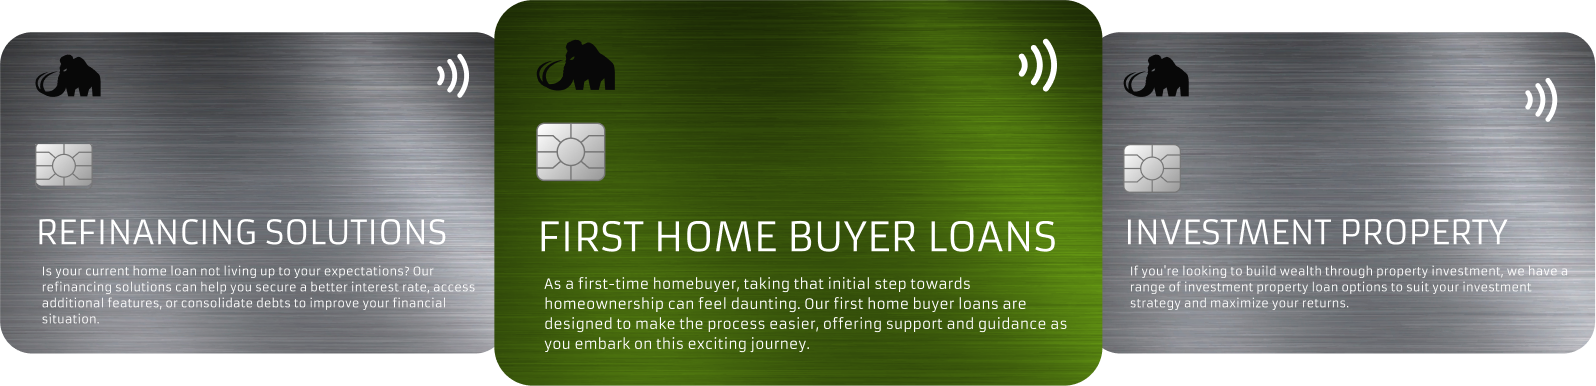 REFINANCING SOLUTIONS
Is your current home loan not living up to your expectations? Our
refinancing solutions can help you secure a better interest rate, access
additional features, or consolidate debts to improve your financial
situation.
FIRST HOME BUYER LOANS
As a first-time homebuyer, taking that initial step towards
homeownership can feel daunting. Our first home buyer loans are
designed to make the process easier, offering support and guidance as
you embark on this exciting journey.
INVESTMENT PROPERTY
If you're looking to build wealth through property investment, we have a
range of investment property loan options to suit your investment
strategy and maximize your returns.